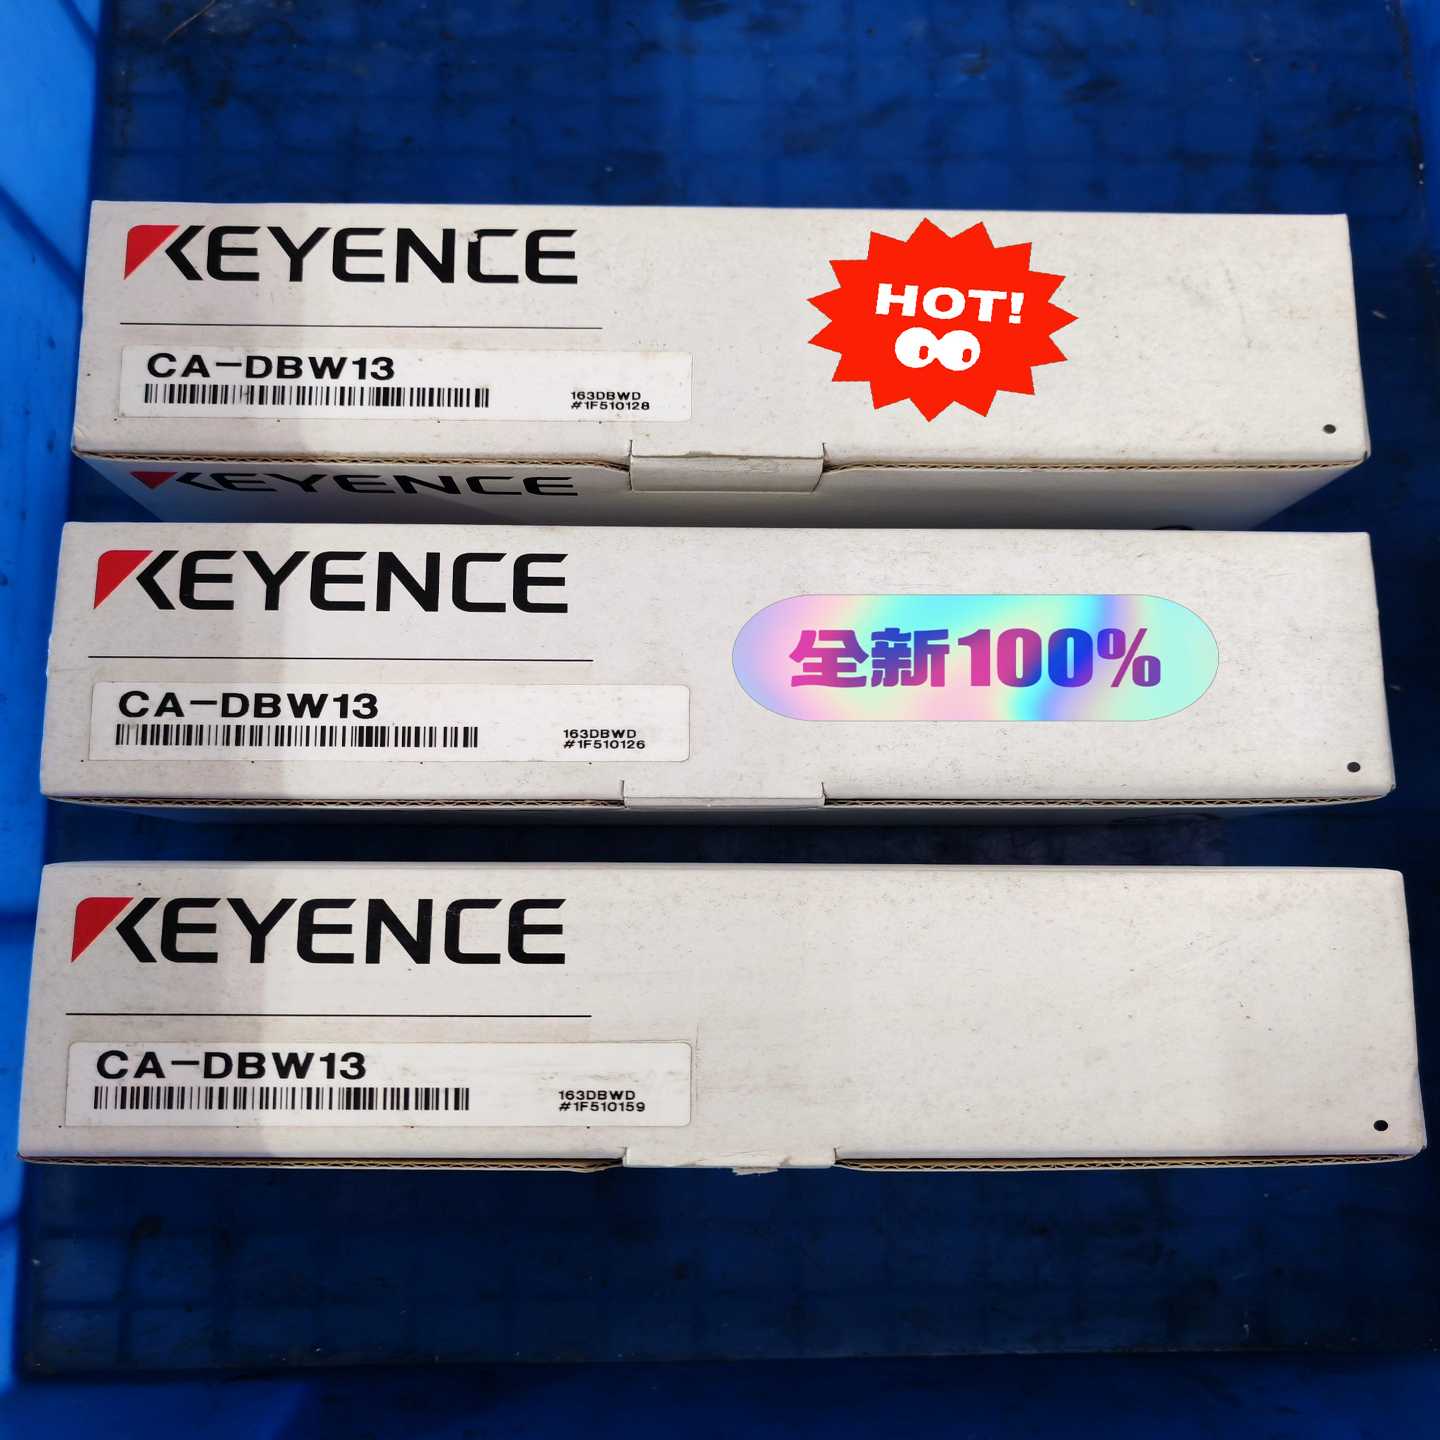 KEYENCE
HOT!
CA-DBW13
163DBWD
#1F510128
KEYENCE
KEYENCE
全新100%
CA-DBW13
163DBWD
#1F510126
KEYENCE
CA-DBW13
163DBWD
#1F510159